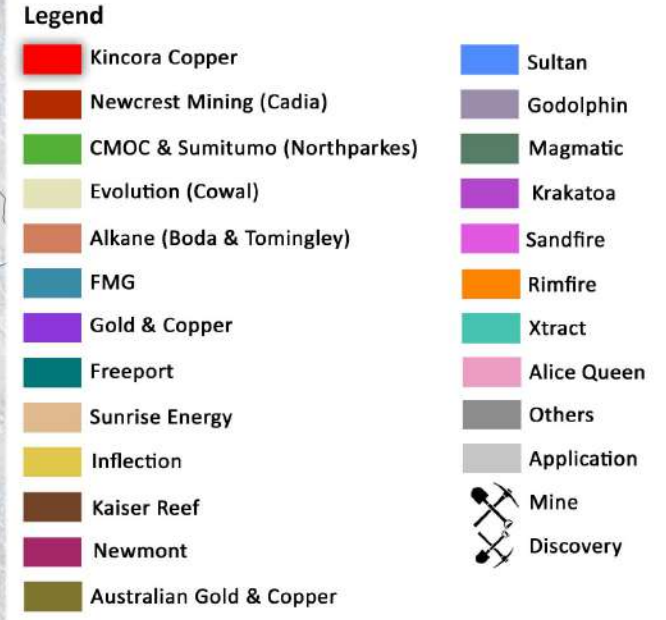 Legend
Kincora Copper
Newcrest Mining (Cadia)
CMOC & Sumitumo (Northparkes)
Evolution (Cowal)
Alkane (Boda & Tomingley)
FMG
Gold & Copper
Freeport
Sunrise Energy
Inflection
Kaiser Reef
Newmont
Australian Gold & Copper
Sultan
Godolphin
Magmatic
Krakatoa
Sandfire
Rimfire
Xtract
Alice Queen
Others
Application
Mine
Discovery